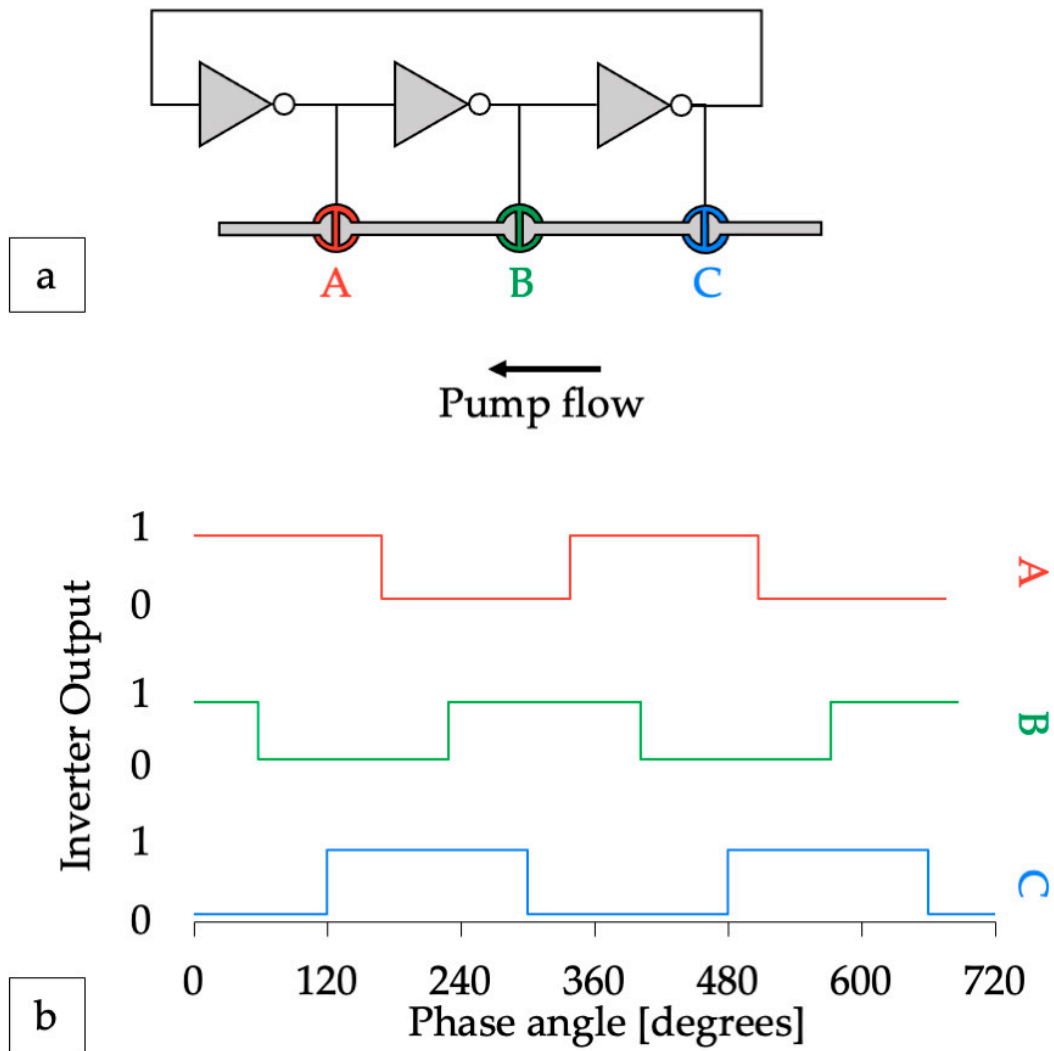 A
B
C
a
Pump flow
Inverter Output
1
0
A
1
0
B
1
0
C
0
120
240
360
480
600
720
Phase angle [degrees]
b